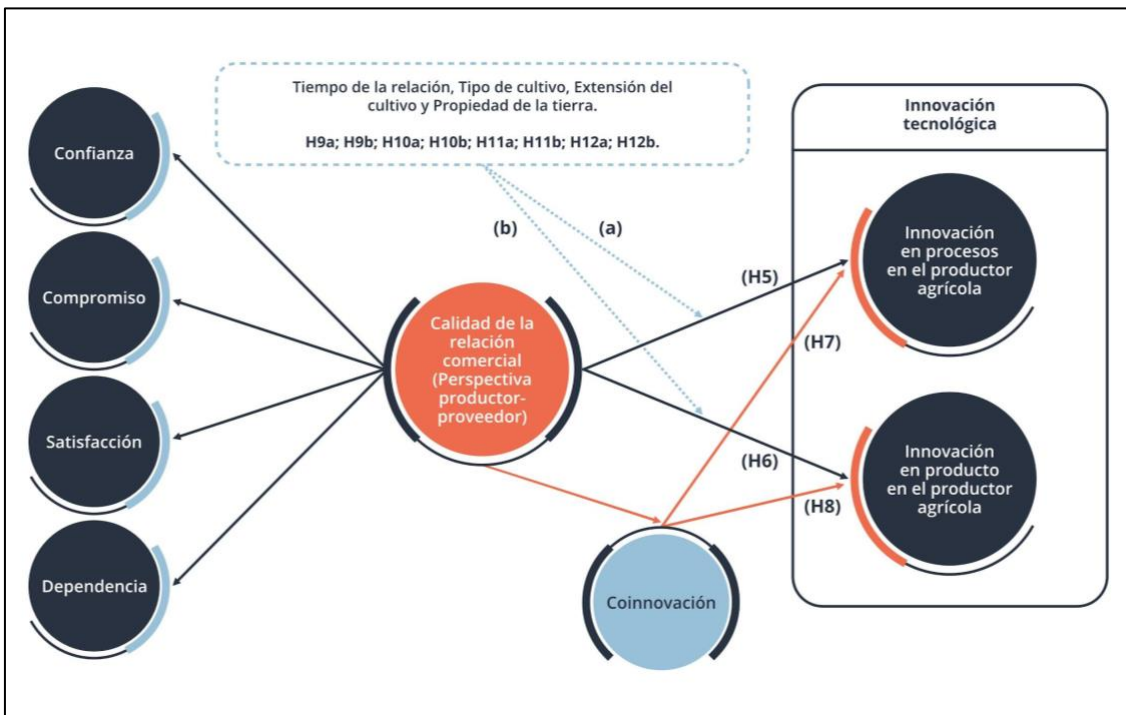 Tiempo de la relación, Tipo de cultivo, Extensión del
cultivo y Propiedad de la tierra.
H9a; H9b; H10a; H10b; H11a; H11b; H12a; H12b.
Innovación
tecnológica
Confianza
Compromiso
Satisfacción
Dependencia
(b)
(a)
Calidad de la
relación
comercial
(Perspectiva
productor-
proveedor)
(H5)
(H7)
(H6)
(H8)
Innovación
en procesos
en el productor
agrícola
Innovación
en producto
en el productor
agrícola
Coinnovación